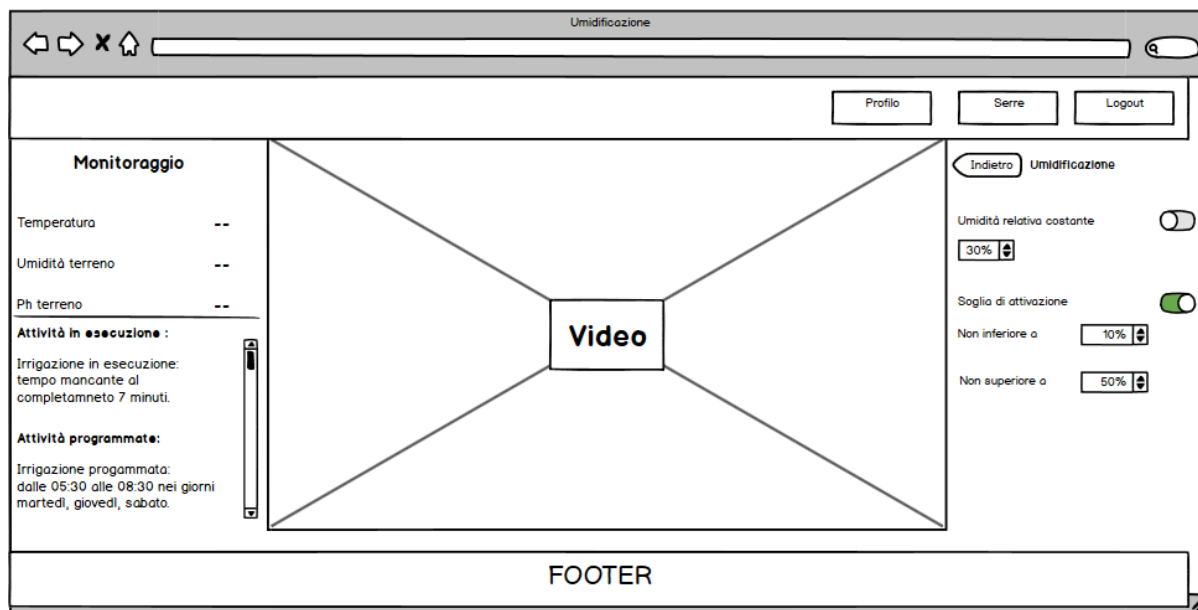 Umidificazione
Profilo
Serre
Logout
Monitoraggio
Temperatura --
Umidità terreno --
Ph terreno --
Attività in esecuzione :
Irrigazione in esecuzione:
tempo mancante al
completamneto 7 minuti.
Attività programmate:
Irrigazione progammata:
dalle 05:30 alle 08:30 nei giorni
martedì, giovedì, sabato.
Video
Indietro Umidificazione
Umidità relativa costante
30%
Soglia di attivazione
Non inferiore a 10%
Non superiore a 50%
FOOTER